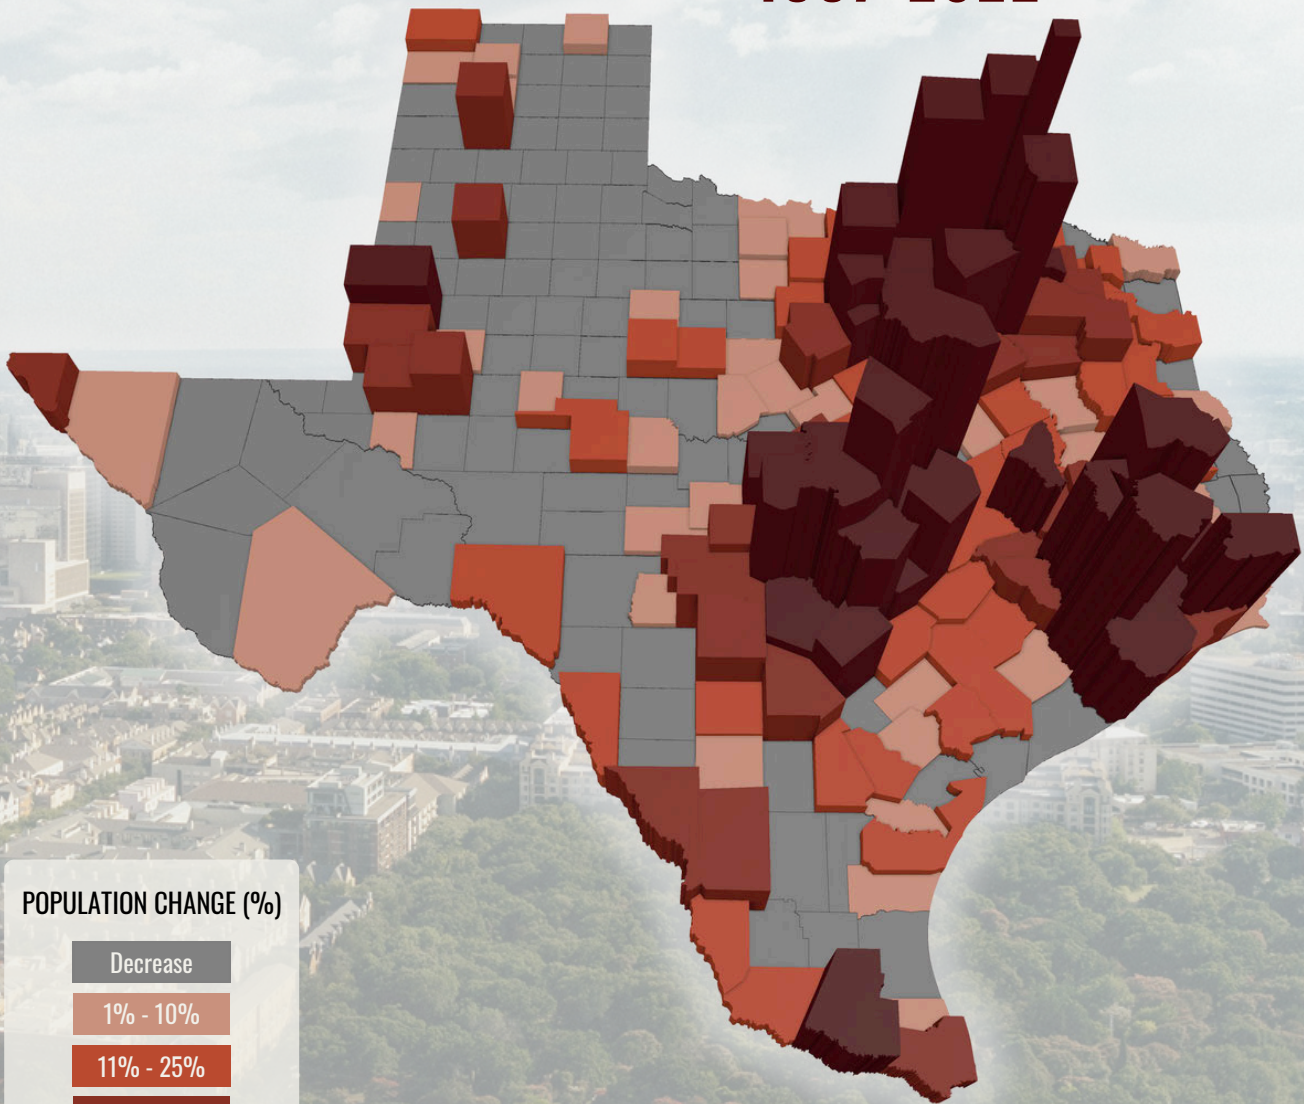 POPULATION CHANGE (%)
Decrease
1% - 10%
11% - 25%